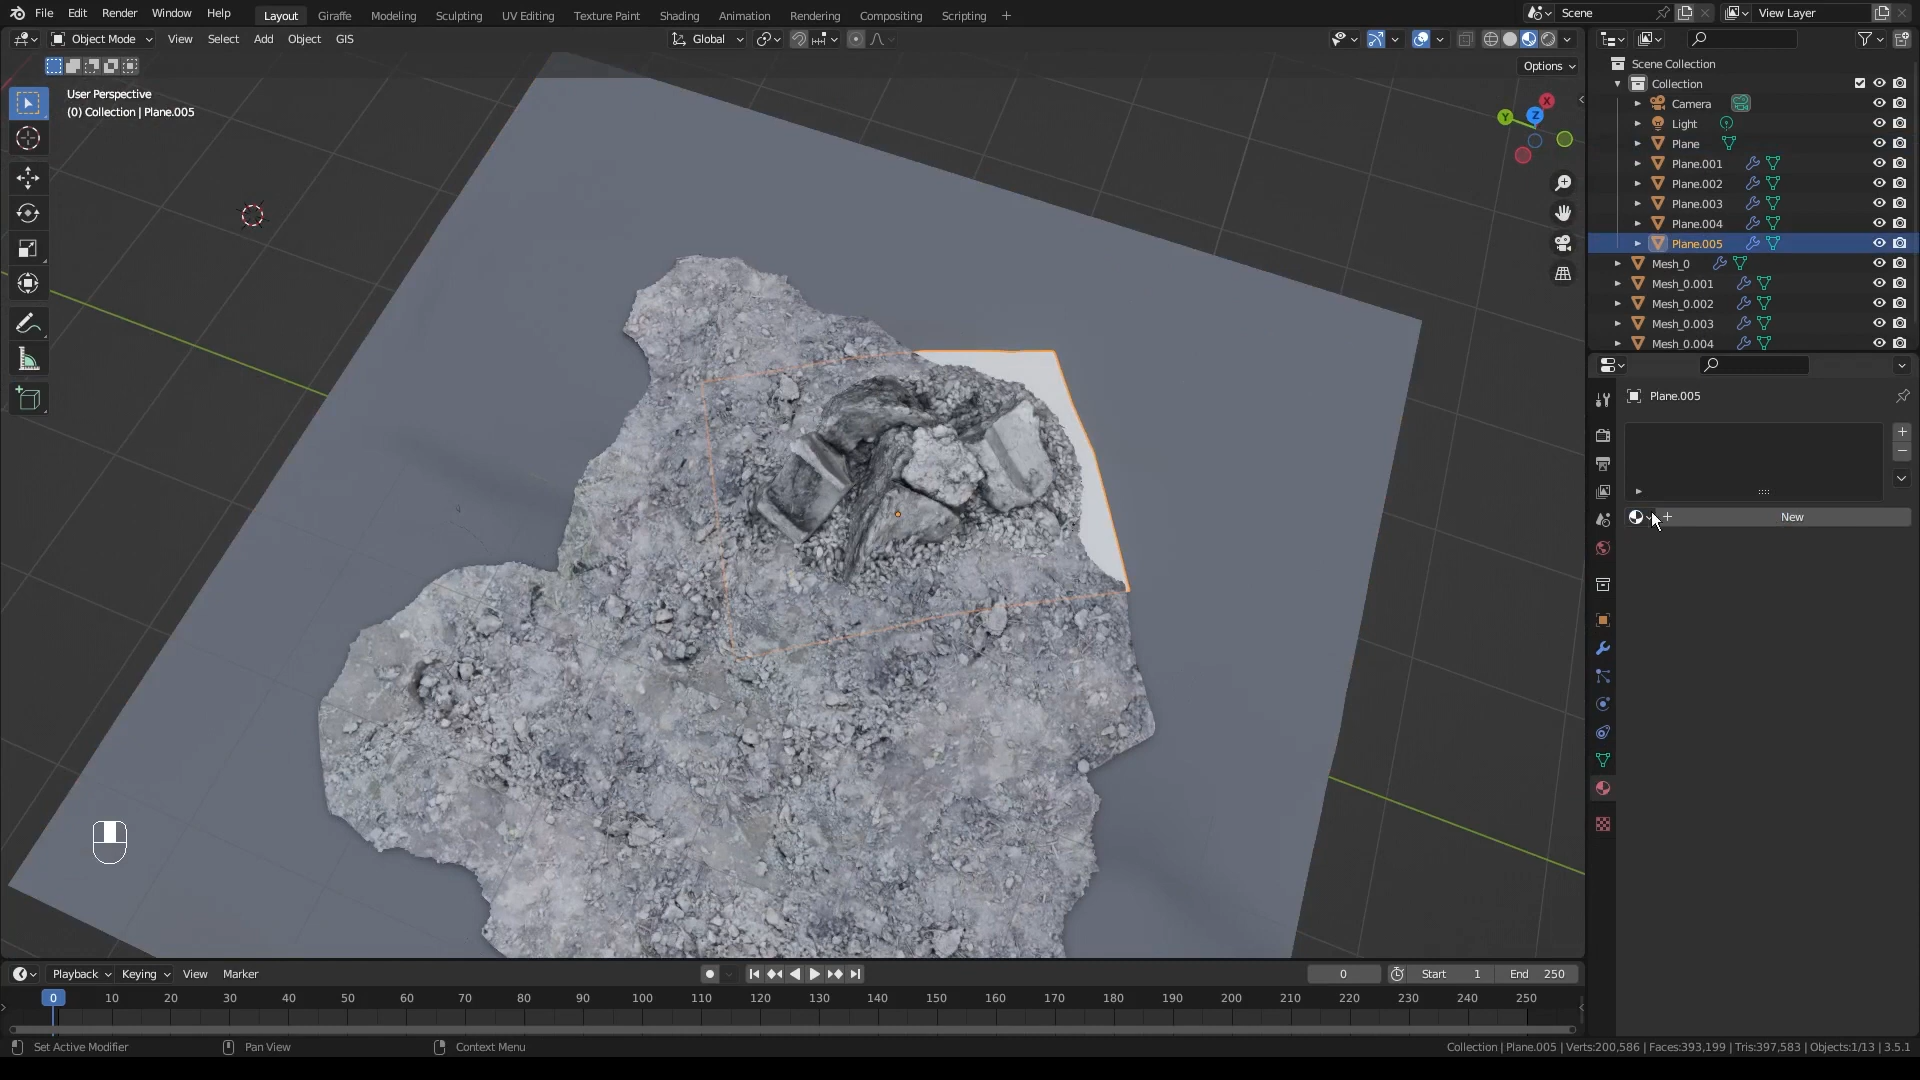 File Edit Render Window Help Layout Giraffe Modeling Sculpting UV Editing Texture Paint Shading Animation Rendering Compositing Scripting + Scene View Layer
Object Mode View Select Add Object GIS Global
Options
User Perspective
(0) Collection | Plane.005
X
Y
Z
Scene Collection
Collection
Camera
Light
Plane
Plane.001
Plane.002
Plane.003
Plane.004
Plane.005
Mesh_0
Mesh_0.001
Mesh_0.002
Mesh_0.003
Mesh_0.004
Plane.005
New
Playback Keying View Marker 0 Start 1 End 250
0 10 20 30 40 50 60 70 80 90 100 110 120 130 140 150 160 170 180 190 200 210 220 230 240 250
Set Active Modifier Pan View Context Menu Collection | Plane.005 | Verts:200,586 | Faces:393,199 | Tris:397,583 | Objects:1/13 | 3.5.1